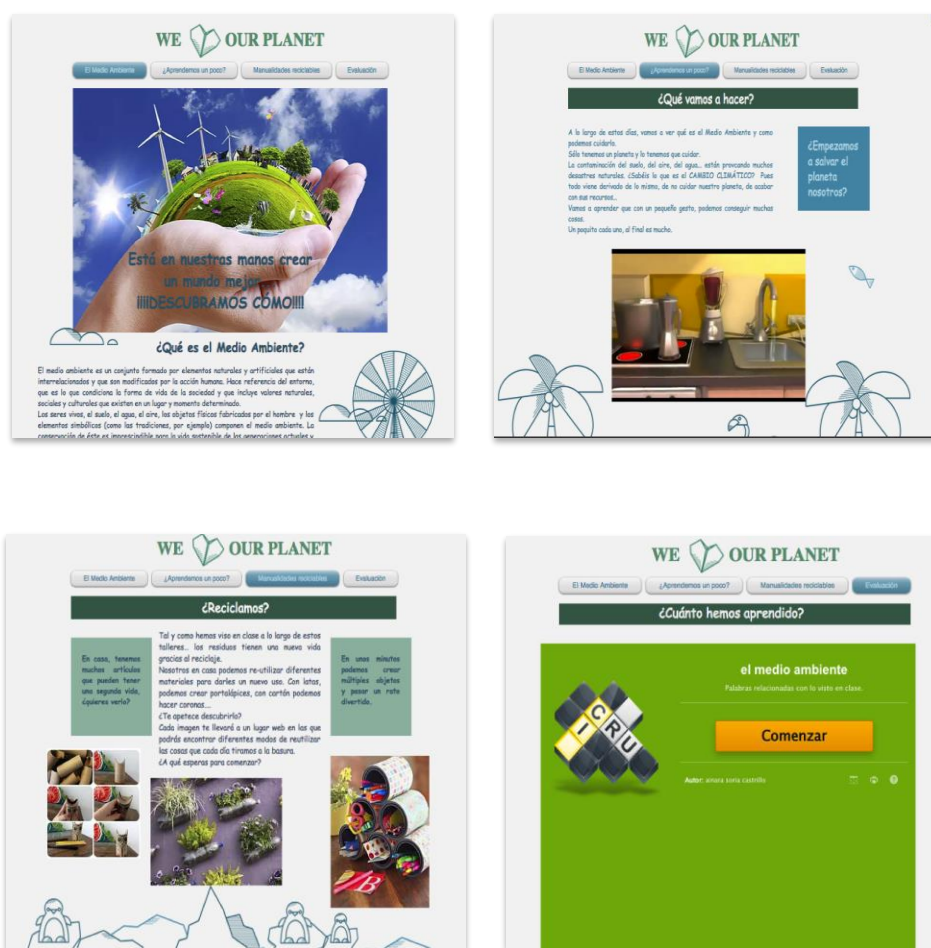 WE OUR PLANET
El Medio Ambiente
¿Aprendemos un poco?
Manualidades reciclables
Evaluación
Está en nuestras manos crear
un mundo mejor
¡¡¡¡DESCUBRAMOS CÓMO!!!!
¿Qué es el Medio Ambiente?
El medio ambiente es un conjunto formado por elementos naturales y artificiales que están
interrelacionados y que son modificados por la acción humana. Hace referencia del entorno,
que es lo que condiciona la forma de vida de la sociedad y que incluye valores naturales,
sociales y culturales que existen en un lugar y momento determinado.
Los seres vivos, el suelo, el agua, el aire, los objetos físicos fabricados por el hombre y los
elementos simbólicos (como las tradiciones, por ejemplo) componen el medio ambiente. La
conservación de éste es imprescindible para la vida sostenible de las generaciones actuales y
WE OUR PLANET
El Medio Ambiente
¿Aprendemos un poco?
Manualidades reciclables
Evaluación
¿Qué vamos a hacer?
A lo largo de estos días, vamos a ver qué es el Medio Ambiente y como
podemos cuidarlo.
Sólo tenemos un planeta y lo tenemos que cuidar.
La contaminación del suelo, del aire, del agua... están provocando muchos
desastres naturales. ¿Sabéis lo que es el CAMBIO CLIMÁTICO? Pues
todo viene derivado de lo mismo, de no cuidar nuestro planeta, de acabar
con sus recursos...
Vamos a aprender que con un pequeño gesto, podemos conseguir muchas
cosas.
Un poquito cada uno, al final es mucho.
¿Empezamos
a salvar el
planeta
nosotros?
WE OUR PLANET
El Medio Ambiente
¿Aprendemos un poco?
Manualidades reciclables
Evaluación
¿Reciclamos?
En casa, tenemos
muchos artículos
que pueden tener
una segunda vida,
¿quieres verlo?
Tal y como hemos viso en clase a lo largo de estos
talleres... los residuos tienen una nueva vida
gracias al reciclaje.
Nosotros en casa podemos re-utilizar diferentes
materiales para darles un nuevo uso. Con latas,
podemos crear portalápices, con cartón podemos
hacer coronas....
¿Te apetece descubrirlo?
Cada imagen te llevará a un lugar web en los que
podrás encontrar diferentes modos de reutilizar
las cosas que cada día tiramos a la basura.
¿A qué esperas para comenzar?
En unos minutos
podemos crear
múltiples objetos
y pasar un rato
divertido.
WE OUR PLANET
El Medio Ambiente
¿Aprendemos un poco?
Manualidades reciclables
Evaluación
¿Cuánto hemos aprendido?
C
I R
U
el medio ambiente
Palabras relacionadas con lo visto en clase.
Comenzar
Autor: ainara soria castrillo